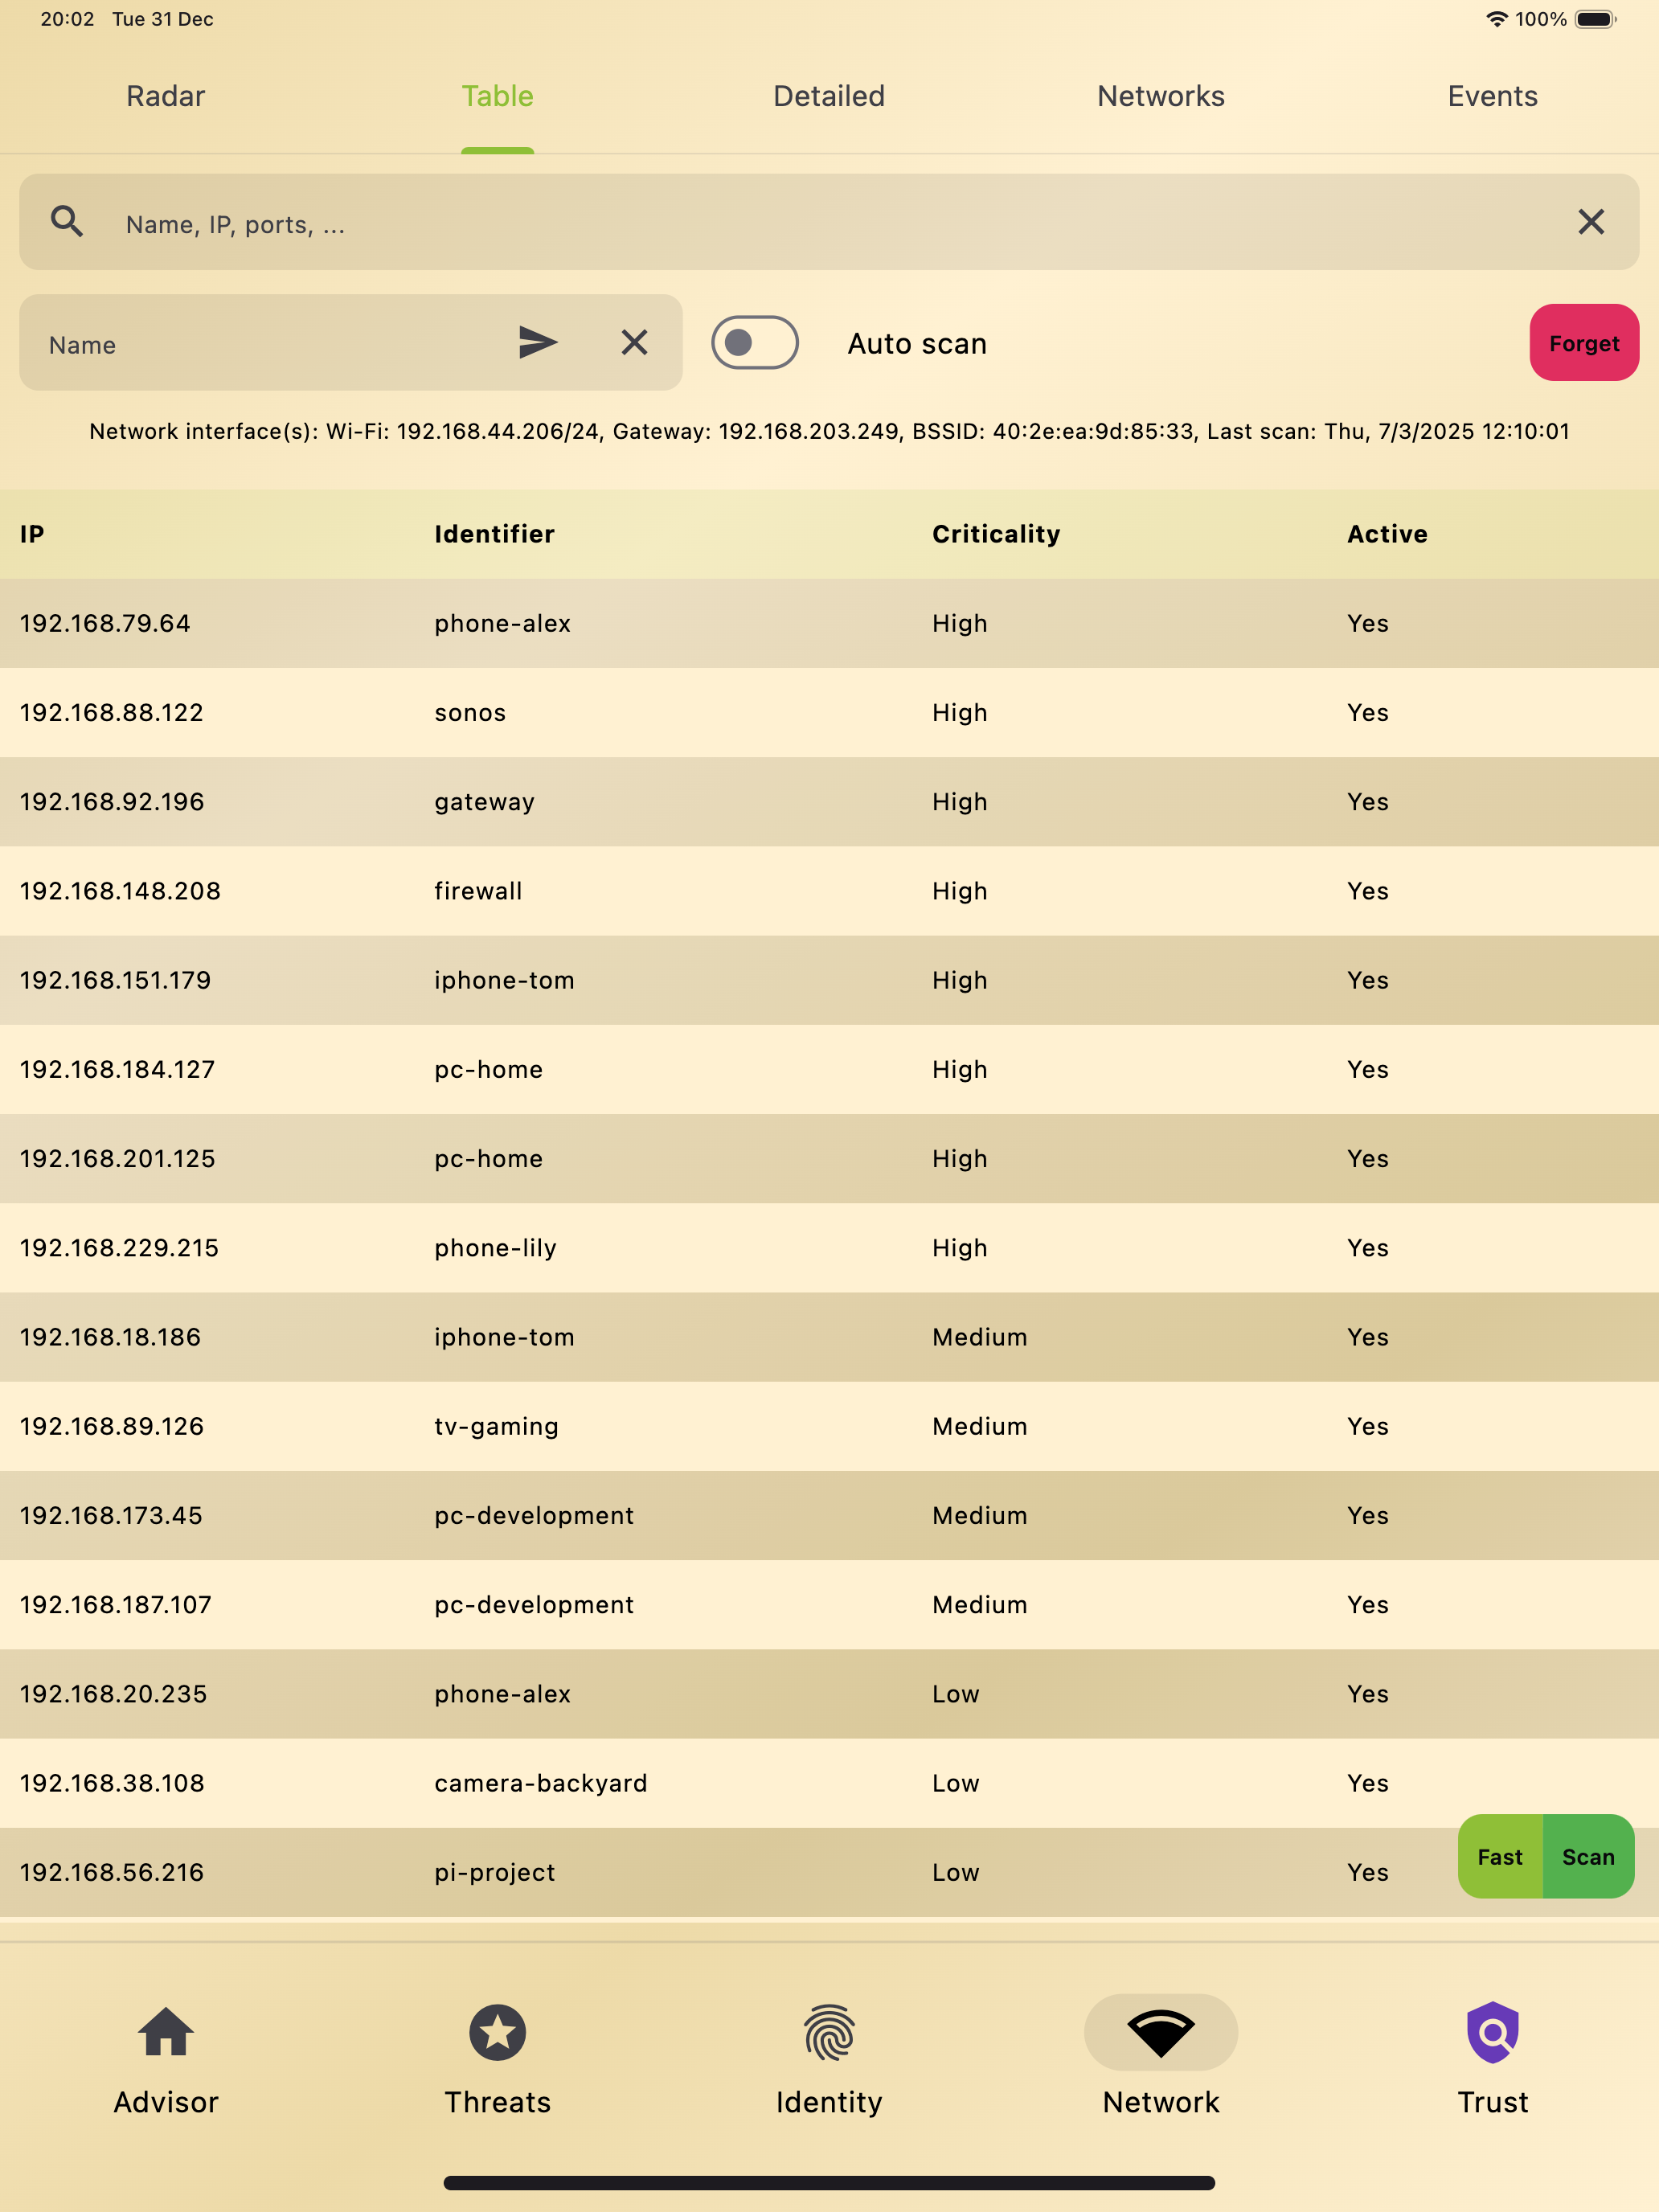 20:02 Tue 31 Dec 100%
Radar Table Detailed Networks Events
Name, IP, ports, ...
Name Auto scan Forget
Network interface(s): Wi-Fi: 192.168.44.206/24, Gateway: 192.168.203.249, BSSID: 40:2e:ea:9d:85:33, Last scan: Thu, 7/3/2025 12:10:01
IP Identifier Criticality Active
192.168.79.64 phone-alex High Yes
192.168.88.122 sonos High Yes
192.168.92.196 gateway High Yes
192.168.148.208 firewall High Yes
192.168.151.179 iphone-tom High Yes
192.168.184.127 pc-home High Yes
192.168.201.125 pc-home High Yes
192.168.229.215 phone-lily High Yes
192.168.18.186 iphone-tom Medium Yes
192.168.89.126 tv-gaming Medium Yes
192.168.173.45 pc-development Medium Yes
192.168.187.107 pc-development Medium Yes
192.168.20.235 phone-alex Low Yes
192.168.38.108 camera-backyard Low Yes
192.168.56.216 pi-project Low Yes
Fast Scan
Advisor Threats Identity Network Trust